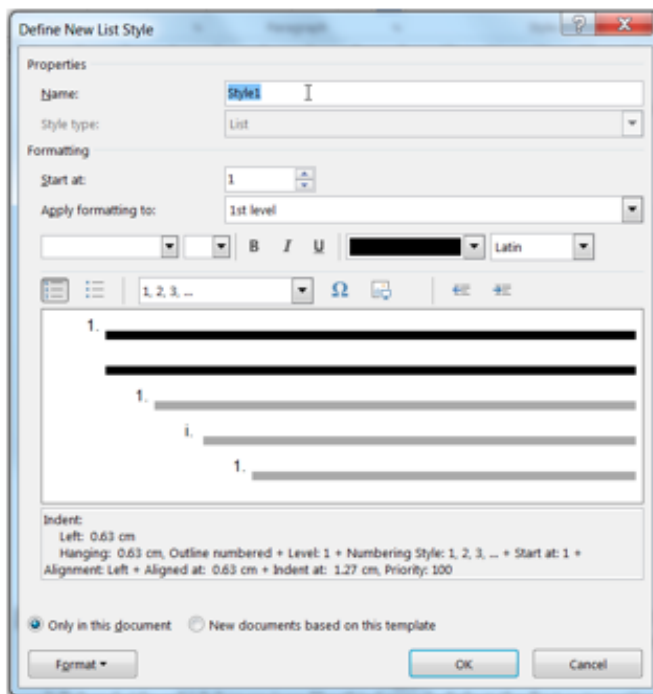 Define New List Style
Properties
Name: Style1
Style type: List
Formatting
Start at: 1
Apply formatting to: 1st level
B I U Latin
1, 2, 3, ... Ω
1.
1.
i.
1.
Indent:
Left: 0.63 cm
Hanging: 0.63 cm, Outline numbered + Level: 1 + Numbering Style: 1, 2, 3, ... + Start at: 1 +
Alignment: Left + Aligned at: 0.63 cm + Indent at: 1.27 cm, Priority: 100
Only in this document New documents based on this template
Format OK Cancel